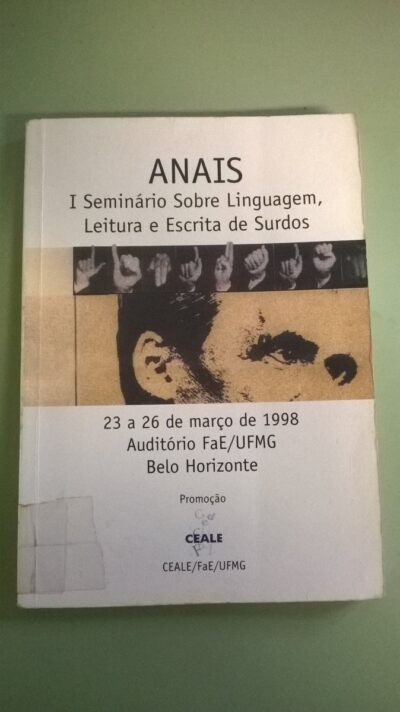 ANAIS
I Seminário Sobre Linguagem,
Leitura e Escrita de Surdos
23 a 26 de março de 1998
Auditório FaE/UFMG
Belo Horizonte
Promoção
CEALE
CEALE/FaE/UFMG